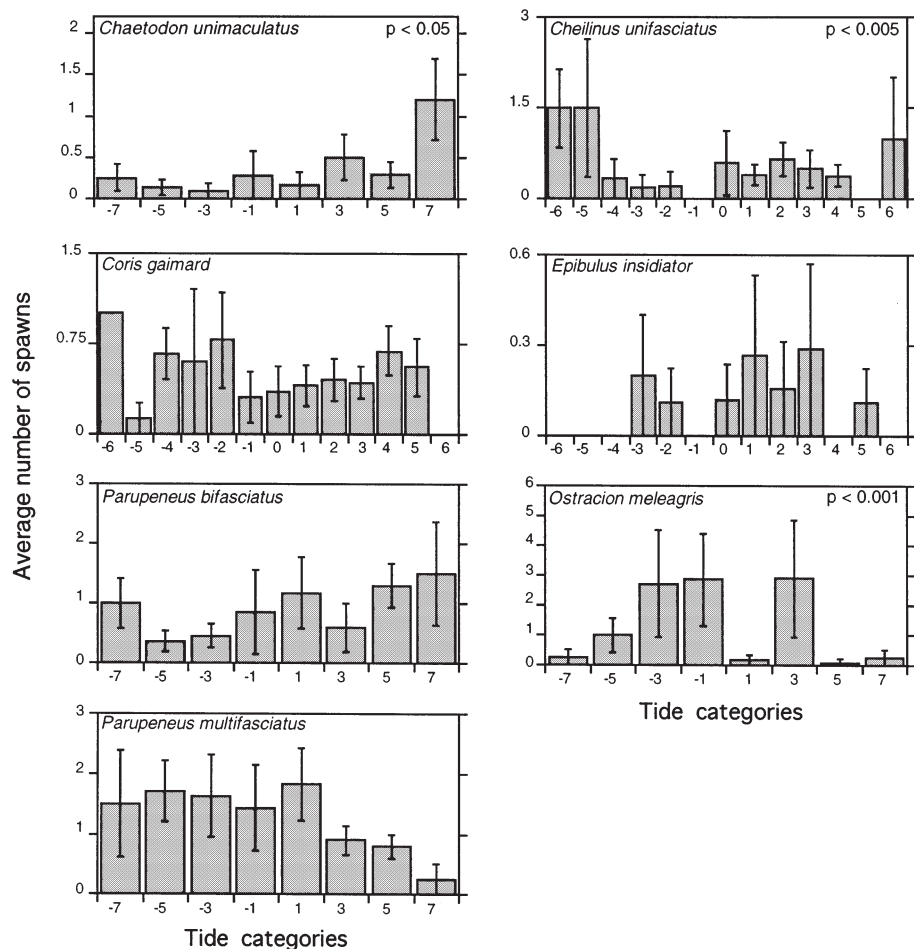 Average number of spawns
Chaetodon unimaculatus p < 0.05
2
1.5
1
0.5
0
-7 -5 -3 -1 1 3 5 7
Cheilinus unifasciatus p < 0.005
3
1.5
0
-6 -5 -4 -3 -2 -1 0 1 2 3 4 5 6
Coris gaimard
1.5
0.75
0
-6 -5 -4 -3 -2 -1 0 1 2 3 4 5 6
Epibulus insidiator
0.6
0.3
0
-6 -5 -4 -3 -2 -1 0 1 2 3 4 5 6
Parupeneus bifasciatus
3
2
1
0
-7 -5 -3 -1 1 3 5 7
Ostracion meleagris p < 0.001
6
5
4
3
2
1
0
-7 -5 -3 -1 1 3 5 7
Tide categories
Parupeneus multifasciatus
3
2
1
0
-7 -5 -3 -1 1 3 5 7
Tide categories